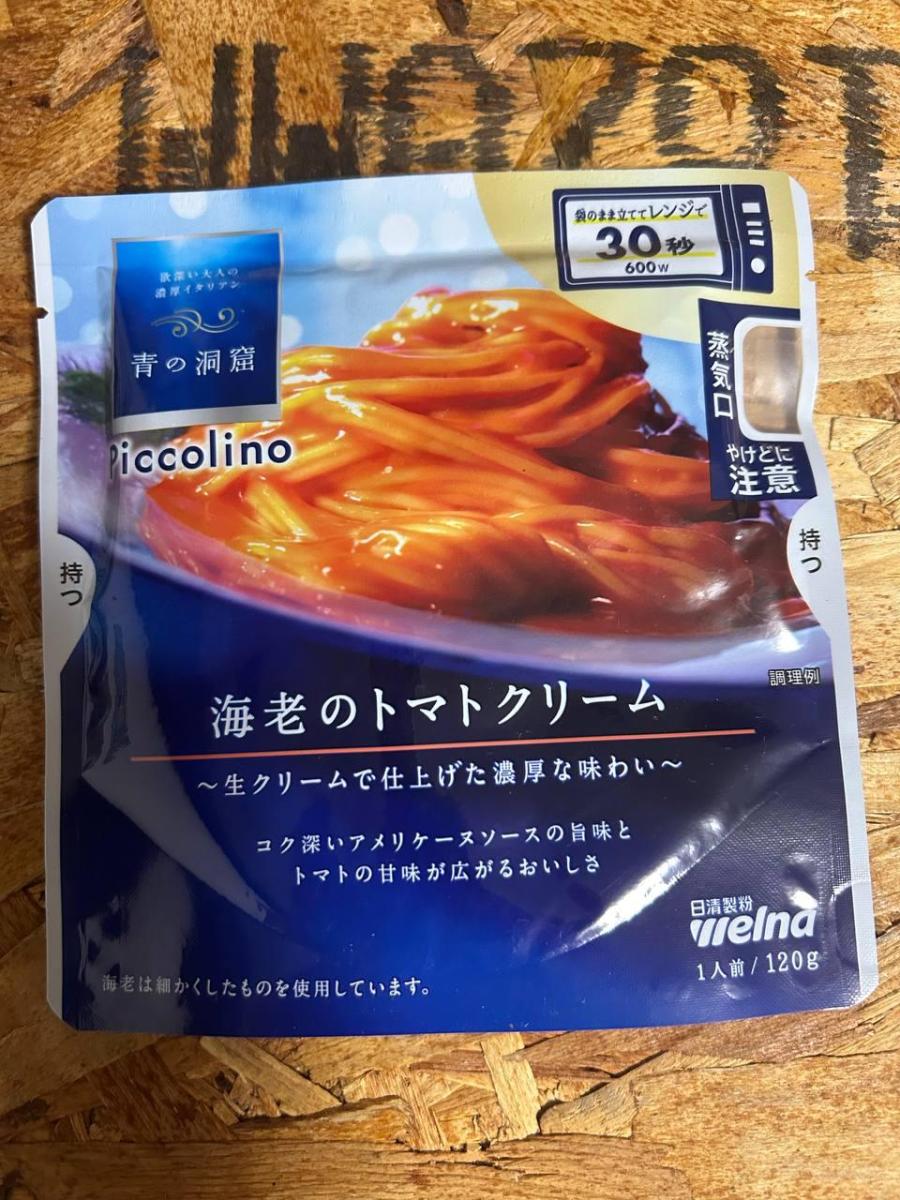 袋のまま立ててレンジで
30秒
600W
欲深い大人の
濃厚イタリアン
青の洞窟
Piccolino
蒸気口
やけどに
注意
持つ
持つ
調理例
海老のトマトクリーム
～生クリームで仕上げた濃厚な味わい～
コク深いアメリケーヌソースの旨味と
トマトの甘味が広がるおいしさ
日清製粉
welna
1人前/120g
海老は細かくしたものを使用しています。